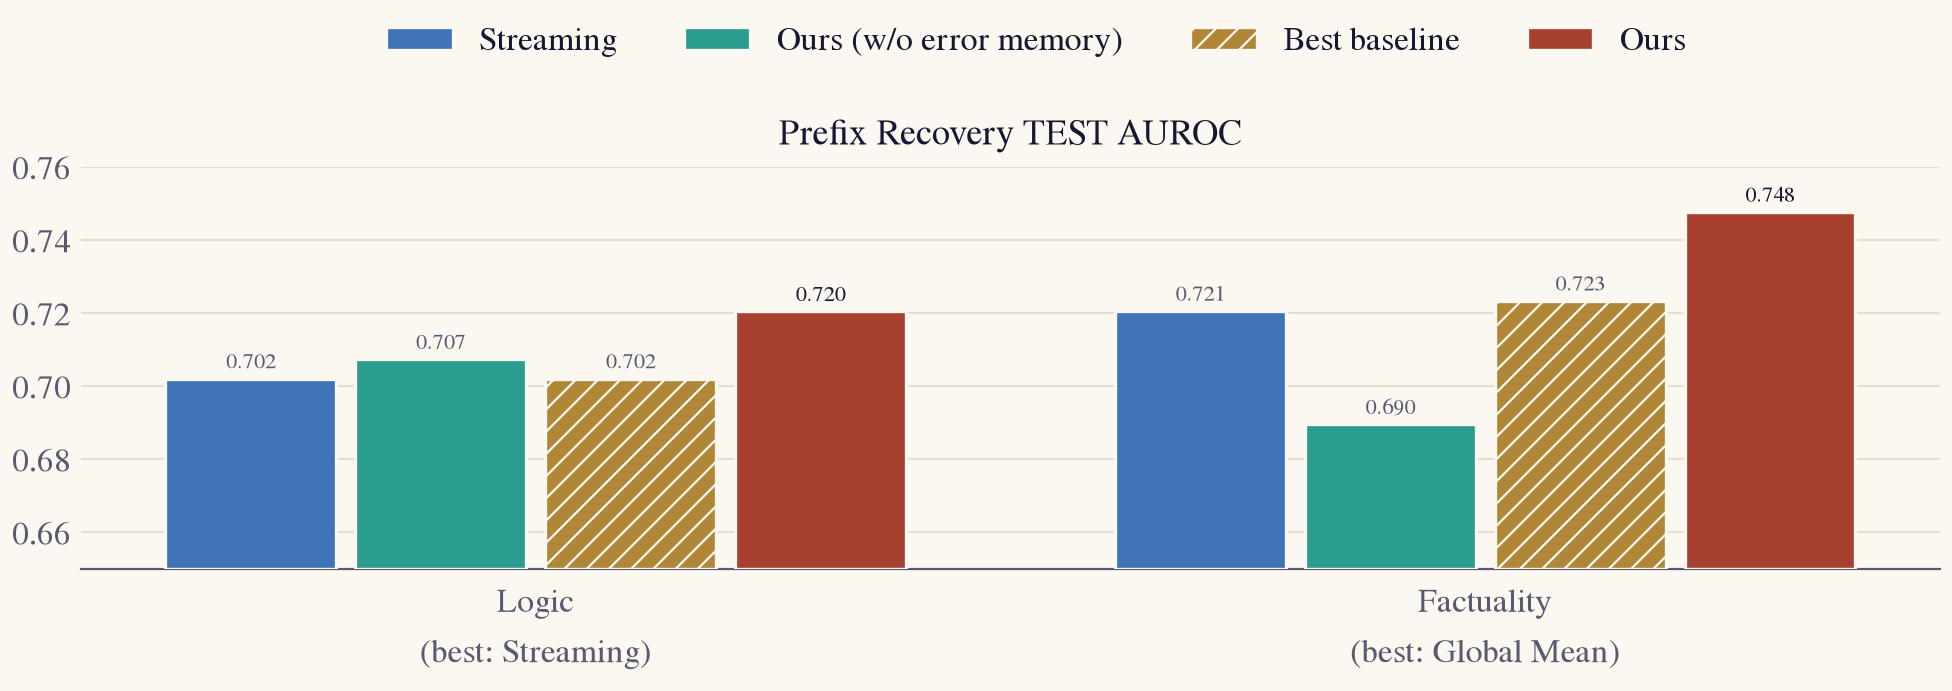 Streaming
Ours (w/o error memory)
Best baseline
Ours
Prefix Recovery TEST AUROC
0.76
0.74
0.72
0.70
0.68
0.66
0.702
0.707
0.702
0.720
0.721
0.690
0.723
0.748
Logic
(best: Streaming)
Factuality
(best: Global Mean)